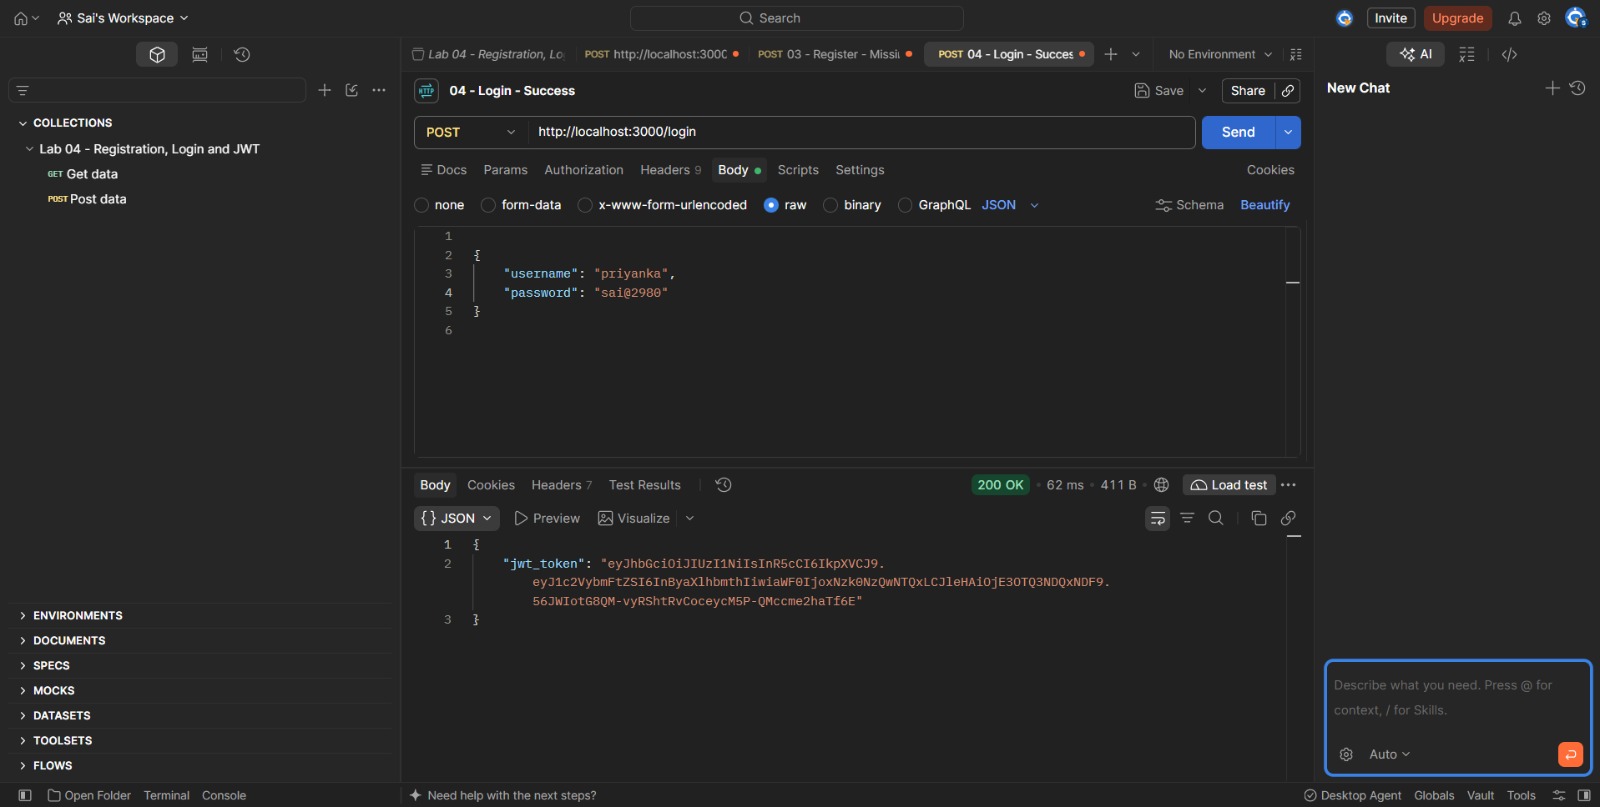 Sai's Workspace
Search
Invite
Upgrade
Lab 04 - Registration, Lo
POST http://localhost:3000
POST 03 - Register - Missi
POST 04 - Login - Succes
No Environment
AI
HTTP
04 - Login - Success
Save
Share
New Chat
COLLECTIONS
Lab 04 - Registration, Login and JWT
GET Get data
POST Post data
POST
http://localhost:3000/login
Send
Docs
Params
Authorization
Headers 9
Body
Scripts
Settings
Cookies
none
form-data
x-www-form-urlencoded
raw
binary
GraphQL
JSON
Schema
Beautify
1
2 {
3 "username": "priyanka",
4 "password": "sai@2980"
5 }
6
Body
Cookies
Headers 7
Test Results
200 OK
62 ms
411 B
Load test
{} JSON
Preview
Visualize
1 {
2 "jwt_token": "eyJhbGciOiJIUzI1NiIsInR5cCI6IkpXVCJ9.
eyJ1c2VybmFtZSI6InByaXlhbmthIiwiaWF0IjoxNzk0NzQwNTQxLCJleHAiOjE3OTQ3NDQxNDF9.
56JWIotG8QM-vyRShtRvCoceycM5P-QMccme2haTf6E"
3 }
ENVIRONMENTS
DOCUMENTS
SPECS
MOCKS
DATASETS
TOOLSETS
FLOWS
Describe what you need. Press @ for
context, / for Skills.
Auto
Open Folder
Terminal
Console
Need help with the next steps?
Desktop Agent
Globals
Vault
Tools